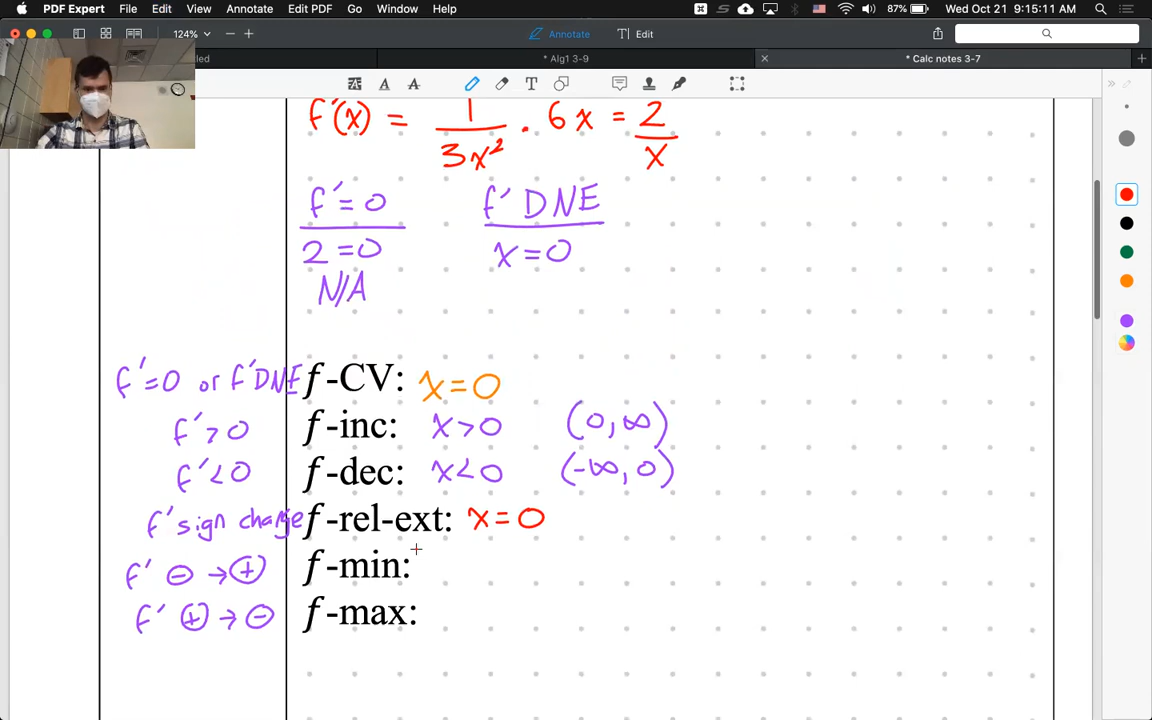 PDF Expert File Edit View Annotate Edit PDF Go Window Help 87% Wed Oct 21 9:15:11 AM
124% Annotate Edit
* Alg1 3-9 * Calc notes 3-7
f'(x) = 1/3x² · 6x = 2/x
f' = 0 f' DNE
2 = 0 x = 0
N/A
f' = 0 or f' DNE f-CV: x = 0
f' > 0 f-inc: x > 0 (0, ∞)
f' < 0 f-dec: x < 0 (-∞, 0)
f' sign change f-rel-ext: x = 0
f' ⊖ → ⊕ f-min:
f' ⊕ → ⊖ f-max: